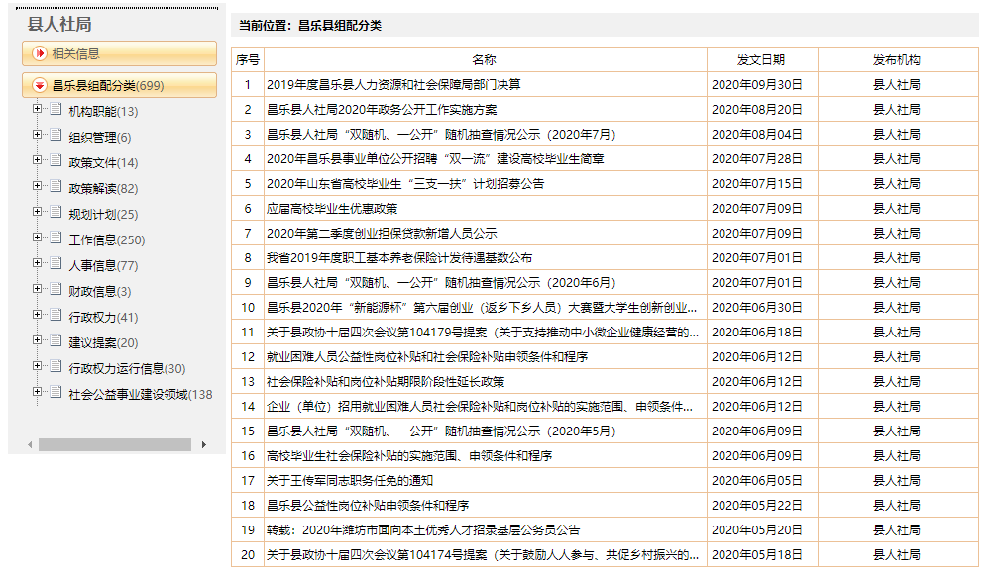 县人社局
相关信息
昌乐县组配分类(699)
机构职能(13)
组织管理(6)
政策文件(14)
政策解读(82)
规划计划(25)
工作信息(250)
人事信息(77)
财政信息(3)
行政权力(41)
建议提案(20)
行政权力运行信息(30)
社会公益事业建设领域(138
当前位置：昌乐县组配分类
序号 名称 发文日期 发布机构
1 2019年度昌乐县人力资源和社会保障局部门决算 2020年09月30日 县人社局
2 昌乐县人社局2020年政务公开工作实施方案 2020年08月20日 县人社局
3 昌乐县人社局“双随机、一公开”随机抽查情况公示（2020年7月） 2020年08月04日 县人社局
4 2020年昌乐县事业单位公开招聘“双一流”建设高校毕业生简章 2020年07月28日 县人社局
5 2020年山东省高校毕业生“三支一扶”计划招募公告 2020年07月15日 县人社局
6 应届高校毕业生优惠政策 2020年07月09日 县人社局
7 2020年第二季度创业担保贷款新增人员公示 2020年07月09日 县人社局
8 我省2019年度职工基本养老保险计发待遇基数公布 2020年07月01日 县人社局
9 昌乐县人社局“双随机、一公开”随机抽查情况公示（2020年6月） 2020年07月01日 县人社局
10 昌乐县2020年“新能源杯”第六届创业（返乡下乡人员）大赛暨大学生创新创业... 2020年06月30日 县人社局
11 关于县政协十届四次会议第104179号提案（关于支持推动中小微企业健康经营的... 2020年06月18日 县人社局
12 就业困难人员公益性岗位补贴和社会保险补贴申领条件和程序 2020年06月12日 县人社局
13 社会保险补贴和岗位补贴期限阶段性延长政策 2020年06月12日 县人社局
14 企业（单位）招用就业困难人员社会保险补贴和岗位补贴的实施范围、申领条件... 2020年06月12日 县人社局
15 昌乐县人社局“双随机、一公开”随机抽查情况公示（2020年5月） 2020年06月09日 县人社局
16 高校毕业生社会保险补贴的实施范围、申领条件和程序 2020年06月09日 县人社局
17 关于王传军同志职务任免的通知 2020年06月05日 县人社局
18 昌乐县公益性岗位补贴申领条件和程序 2020年05月22日 县人社局
19 转载：2020年潍坊市面向本土优秀人才招录基层公务员公告 2020年05月20日 县人社局
20 关于县政协十届四次会议第104174号提案（关于鼓励人人参与、共促乡村振兴的... 2020年05月18日 县人社局